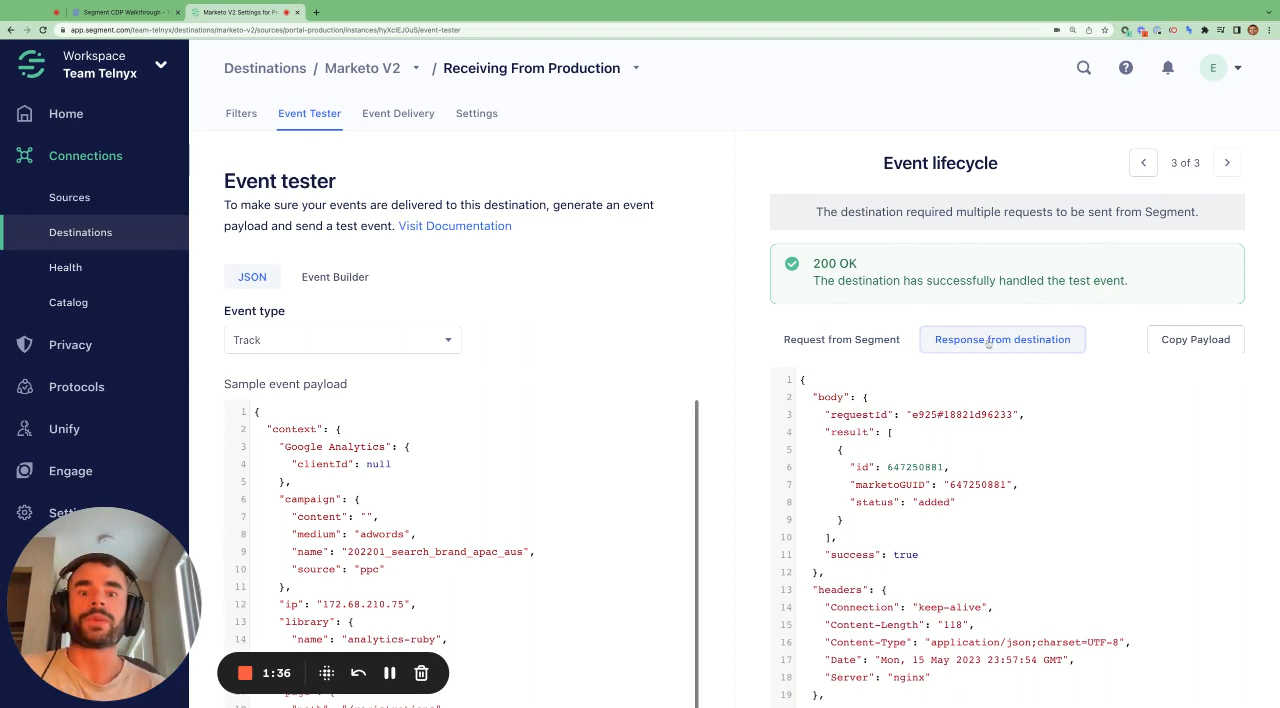 Segment CDP Walkthrough -
Marketo V2 Settings for Pr
app.segment.com/team-telnyx/destinations/marketo-v2/sources/portal-production/instances/hyXcIEJ0uS/event-tester
Workspace
Team Telnyx
Home
Connections
Sources
Destinations
Health
Catalog
Privacy
Protocols
Unify
Engage
Destinations / Marketo V2 / Receiving From Production
E
Filters Event Tester Event Delivery Settings
Event tester
To make sure your events are delivered to this destination, generate an event
payload and send a test event. Visit Documentation
JSON Event Builder
Event type
Track
Sample event payload
1 {
2 "context": {
3 "Google Analytics": {
4 "clientId": null
5 },
6 "campaign": {
7 "content": "",
8 "medium": "adwords",
9 "name": "202201_search_brand_apac_aus",
10 "source": "ppc"
11 },
12 "ip": "172.68.210.75",
13 "library": {
14 "name": "analytics-ruby",
1:36
Event lifecycle
3 of 3
The destination required multiple requests to be sent from Segment.
200 OK
The destination has successfully handled the test event.
Request from Segment Response from destination Copy Payload
1 {
2 "body": {
3 "requestId": "e925#18821d96233",
4 "result": [
5 {
6 "id": 647250881,
7 "marketoGUID": "647250881",
8 "status": "added"
9 }
10 ],
11 "success": true
12 },
13 "headers": {
14 "Connection": "keep-alive",
15 "Content-Length": "118",
16 "Content-Type": "application/json;charset=UTF-8",
17 "Date": "Mon, 15 May 2023 23:57:54 GMT",
18 "Server": "nginx"
19 },